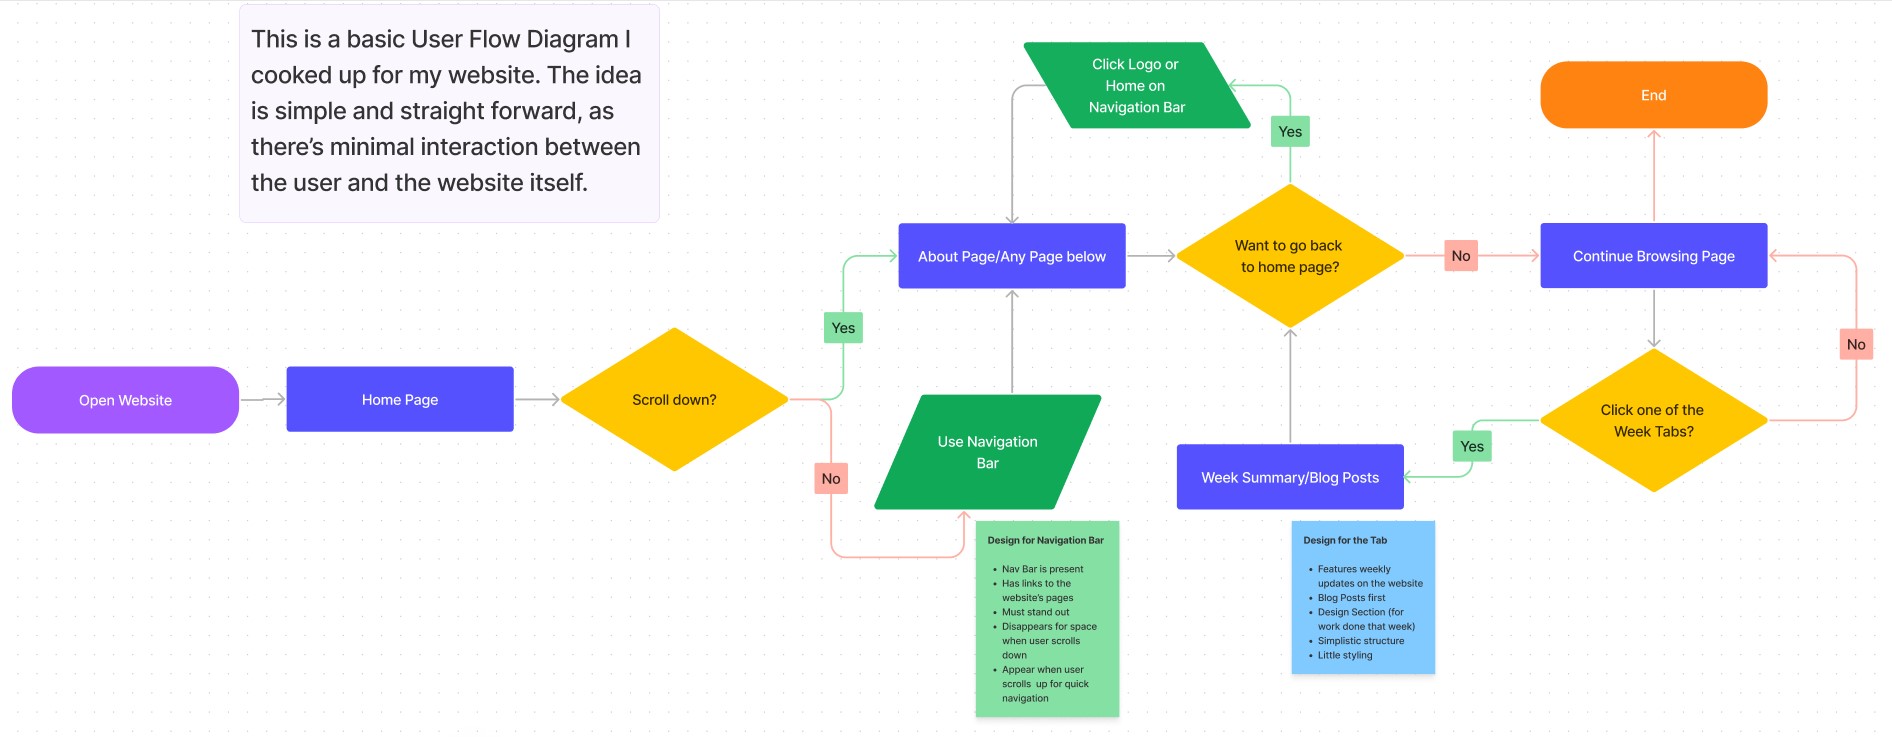 This is a basic User Flow Diagram I
cooked up for my website. The idea
is simple and straight forward, as
there's minimal interaction between
the user and the website itself.
Click Logo or
Home on
Navigation Bar
End
Yes
About Page/Any Page below
Want to go back
to home page?
No
Continue Browsing Page
Yes
No
Open Website
Home Page
Scroll down?
Use Navigation
Bar
Click one of the
Week Tabs?
Yes
No
Week Summary/Blog Posts
Design for Navigation Bar
• Nav Bar is present
• Has links to the
website's pages
• Must stand out
• Disappears for space
when user scrolls
down
• Appear when user
scrolls up for quick
navigation
Design for the Tab
• Features weekly
updates on the website
• Blog Posts first
• Design Section (for
work done that week)
• Simplistic structure
• Little styling